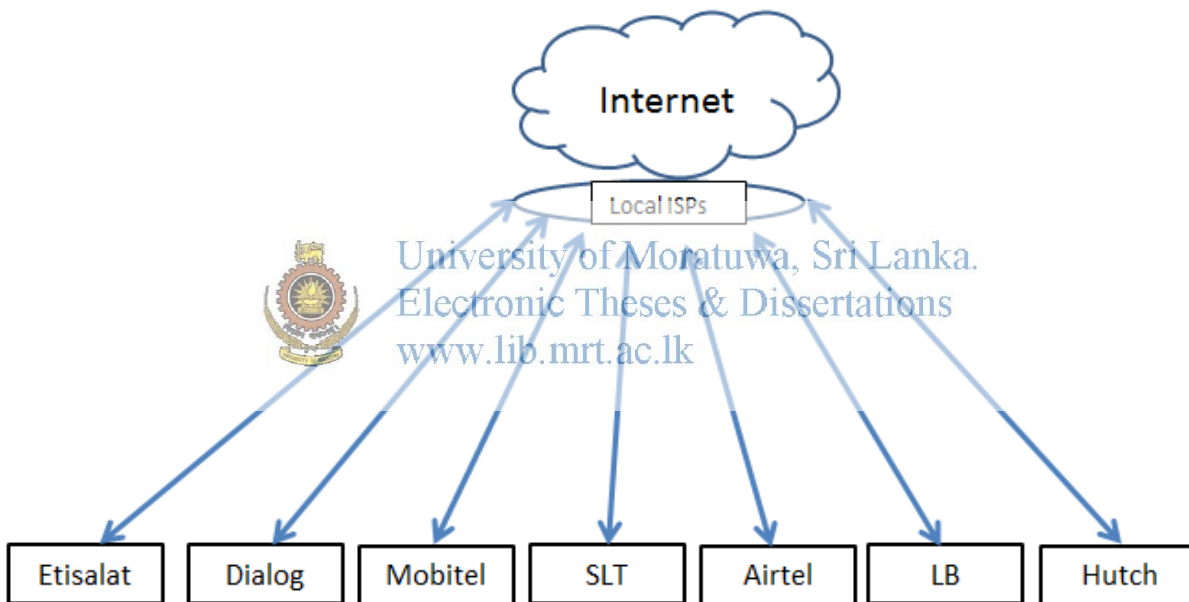 Internet
Local ISPs
University of Moratuwa, Sri Lanka.
Electronic Theses & Dissertations
www.lib.mrt.ac.lk
Etisalat
Dialog
Mobitel
SLT
Airtel
LB
Hutch